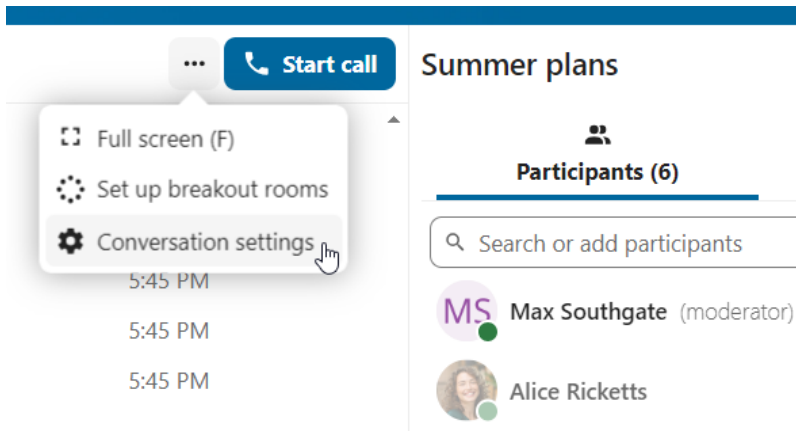 Start call
Full screen (F)
Set up breakout rooms
Conversation settings
5:45 PM
5:45 PM
5:45 PM
Summer plans
Participants (6)
Search or add participants
MS Max Southgate (moderator)
Alice Ricketts